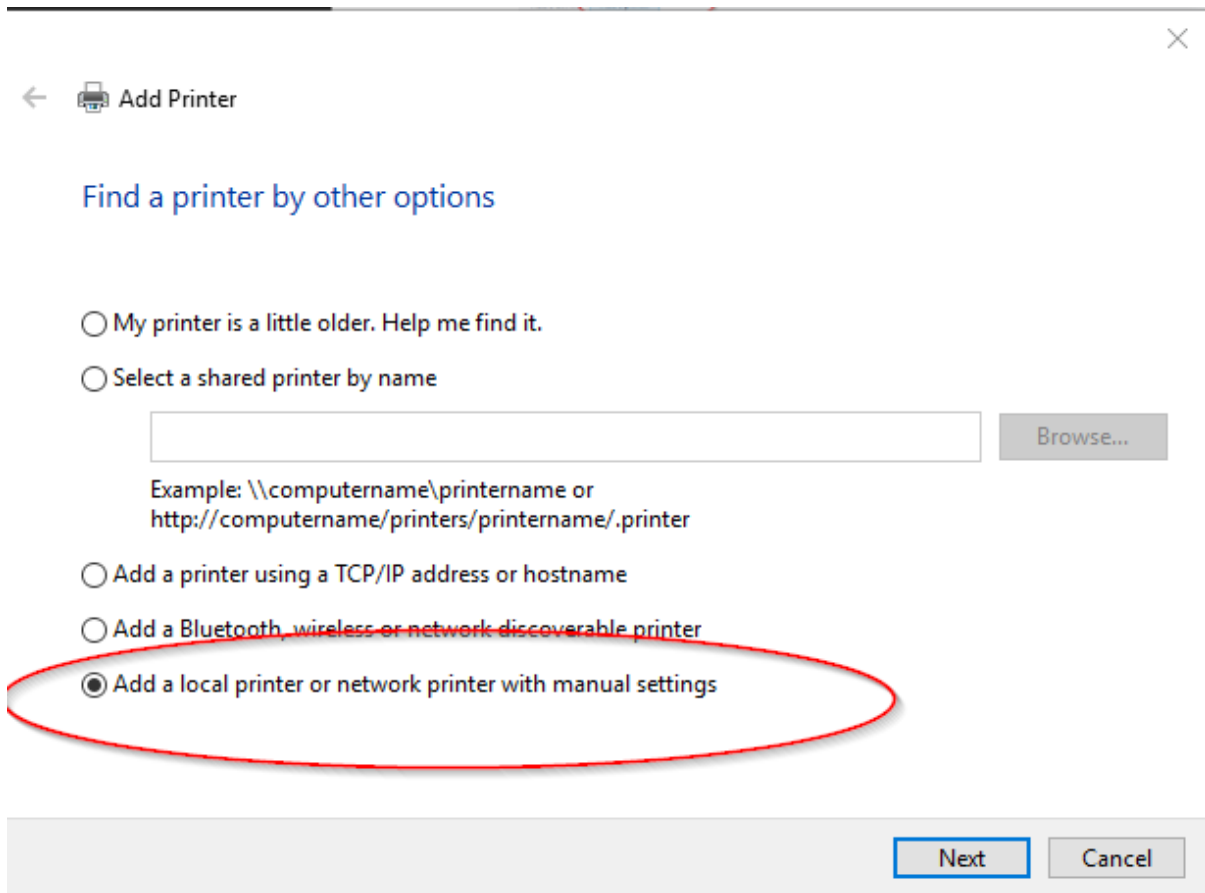 Add Printer
Find a printer by other options
My printer is a little older. Help me find it.
Select a shared printer by name
Browse...
Example: \\computername\printername or
http://computername/printers/printername/.printer
Add a printer using a TCP/IP address or hostname
Add a Bluetooth, wireless or network discoverable printer
Add a local printer or network printer with manual settings
Next
Cancel